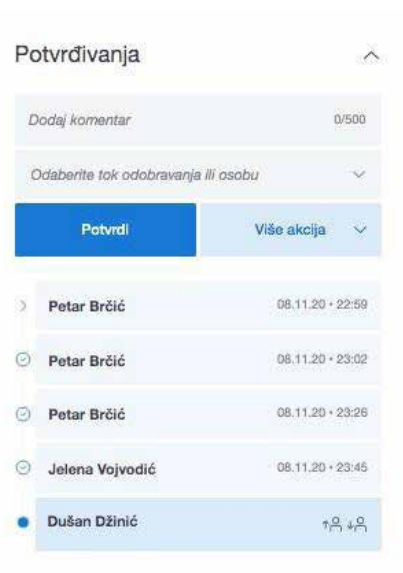 Potvrđivanja
Dodaj komentar 0/500
Odaberite tok odobravanja ili osobu
Potvrdi Više akcija
Petar Brčić 08.11.20 • 22:59
Petar Brčić 08.11.20 • 23:02
Petar Brčić 08.11.20 • 23:26
Jelena Vojvodić 08.11.20 • 23:45
Dušan Džinić